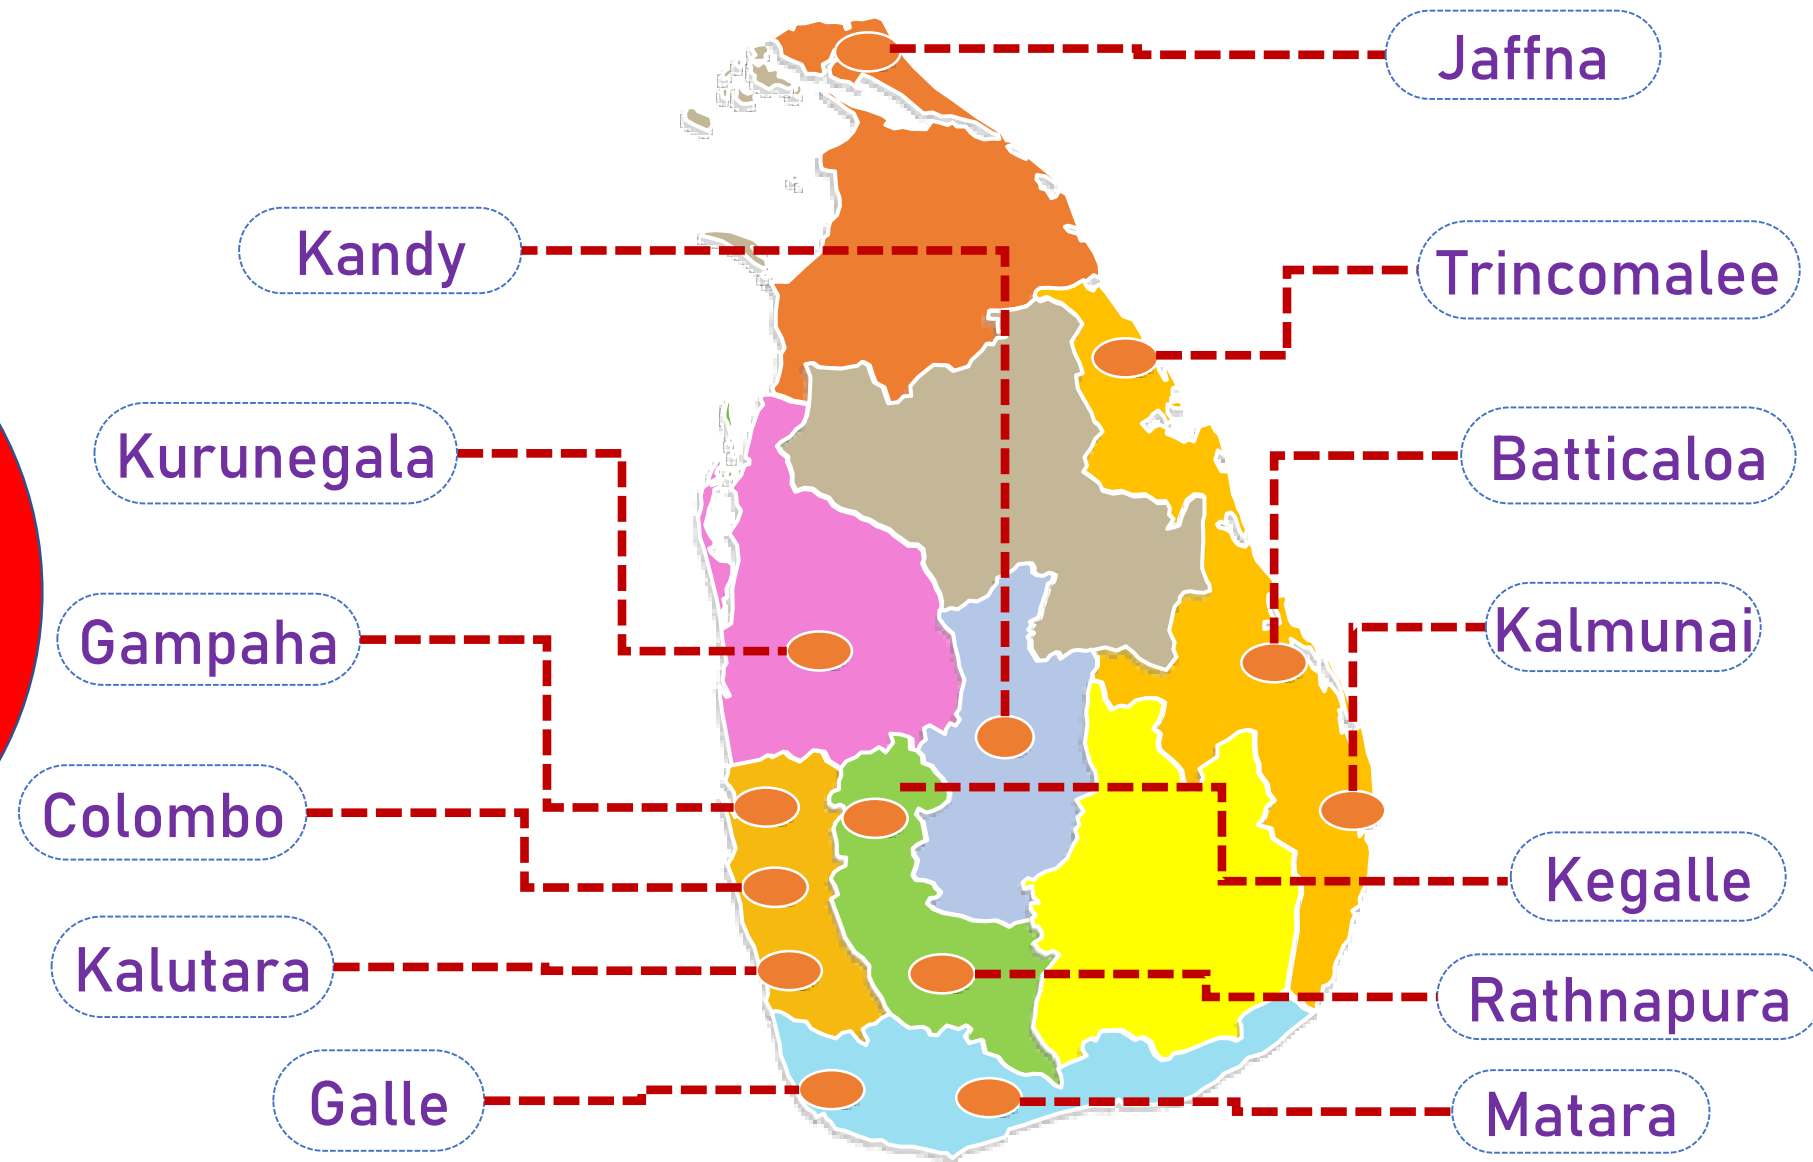 Jaffna
Kandy
Trincomalee
Kurunegala
Batticaloa
Gampaha
Kalmunai
Colombo
Kegalle
Kalutara
Rathnapura
Galle
Matara